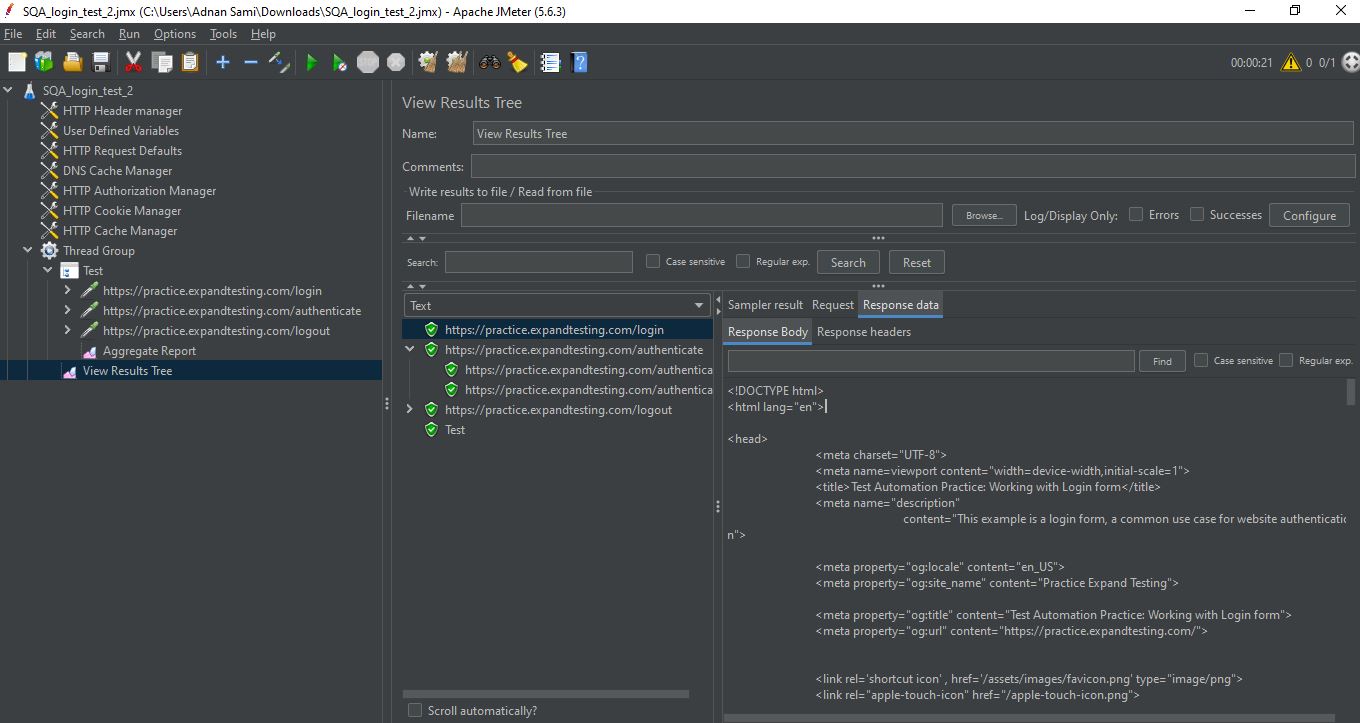 SQA_login_test_2.jmx (C:\Users\Adnan Sami\Downloads\SQA_login_test_2.jmx) - Apache JMeter (5.6.3)
File Edit Search Run Options Tools Help
STOP
00:00:21 0 0/1
SQA_login_test_2
HTTP Header manager
User Defined Variables
HTTP Request Defaults
DNS Cache Manager
HTTP Authorization Manager
HTTP Cookie Manager
HTTP Cache Manager
Thread Group
Test
https://practice.expandtesting.com/login
https://practice.expandtesting.com/authenticate
https://practice.expandtesting.com/logout
Aggregate Report
View Results Tree
View Results Tree
Name: View Results Tree
Comments:
Write results to file / Read from file
Filename Browse... Log/Display Only: Errors Successes Configure
Search: Case sensitive Regular exp. Search Reset
Text
https://practice.expandtesting.com/login
https://practice.expandtesting.com/authenticate
https://practice.expandtesting.com/authentica
https://practice.expandtesting.com/authentica
https://practice.expandtesting.com/logout
Test
Scroll automatically?
Sampler result Request Response data
Response Body Response headers
Find Case sensitive Regular exp.
<!DOCTYPE html>
<html lang="en">
<head>
<meta charset="UTF-8">
<meta name=viewport content="width=device-width,initial-scale=1">
<title>Test Automation Practice: Working with Login form</title>
<meta name="description"
content="This example is a login form, a common use case for website authenticatio
n">
<meta property="og:locale" content="en_US">
<meta property="og:site_name" content="Practice Expand Testing">
<meta property="og:title" content="Test Automation Practice: Working with Login form">
<meta property="og:url" content="https://practice.expandtesting.com/">
<link rel='shortcut icon' , href='/assets/images/favicon.png' type="image/png">
<link rel="apple-touch-icon" href="/apple-touch-icon.png">